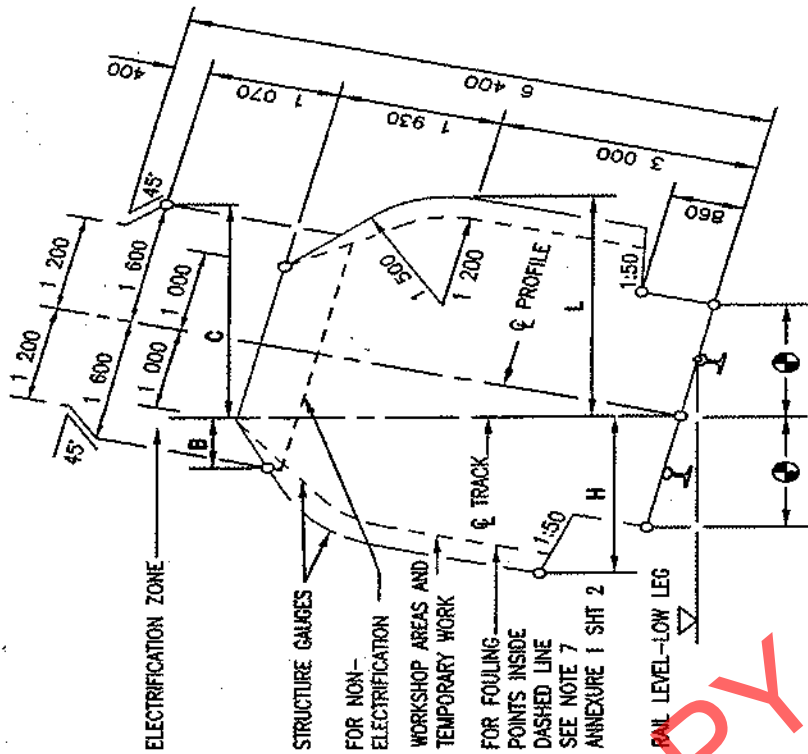 ELECTRIFICATION ZONE
STRUCTURE GAUGES
FOR NON-
ELECTRIFICATION
WORKSHOP AREAS AND
TEMPORARY WORK
FOR FOULING
POINTS INSIDE
DASHED LINE
SEE NOTE 7
ANNEXURE 1 SHT 2
RAIL LEVEL-LOW LEG
45°
1 200
1 200
1 600
1 600
1 000
1 000
45°
400
1 070
1 930
3 000
6 400
860
C
B
1 500
1 200
℄ PROFILE
L
1:50
℄ TRACK
H
1:50
PY